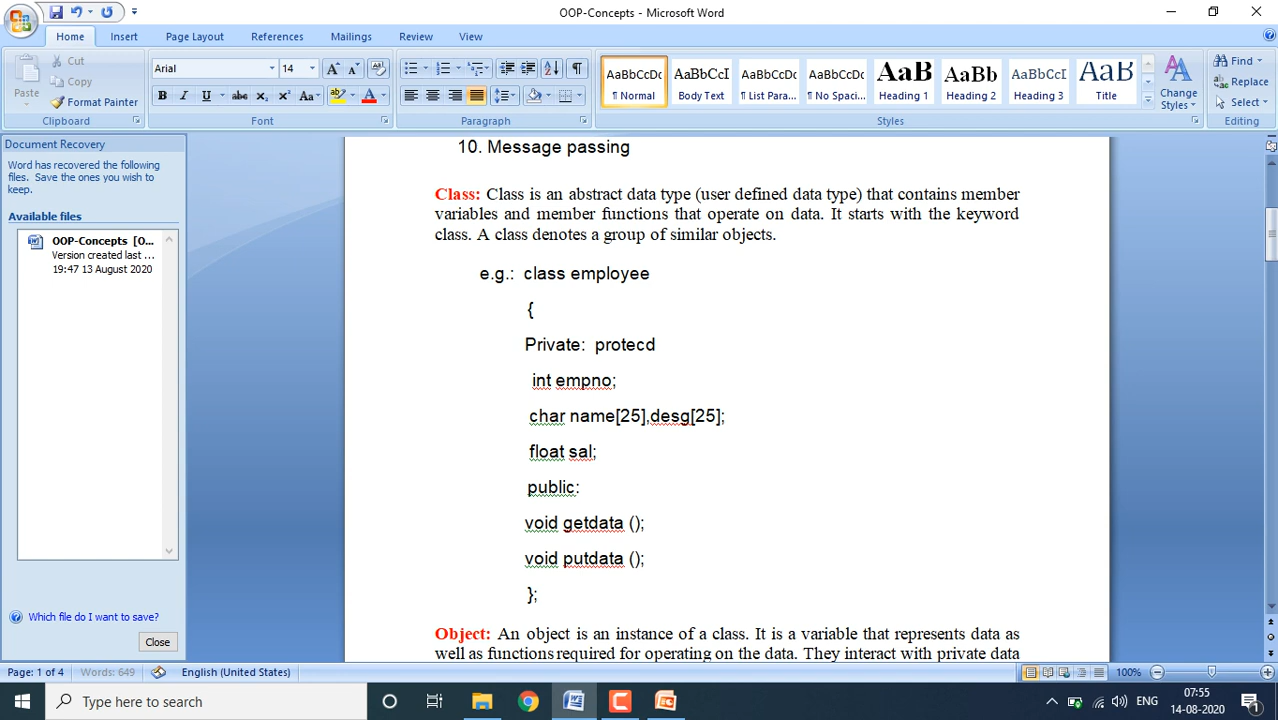 OOP-Concepts - Microsoft Word
Home Insert Page Layout References Mailings Review View
Cut
Copy
Format Painter
Paste
Clipboard
Arial 14
Font
Paragraph
AaBbCcDc AaBbCcI AaBbCcDc AaBbCcDc AaB AaBb AaBbCcI AaBb
¶ Normal Body Text ¶ List Para... ¶ No Spaci... Heading 1 Heading 2 Heading 3 Title
Change Styles
Styles
Find
Replace
Select
Editing
Document Recovery
Word has recovered the following
files. Save the ones you wish to
keep.
Available files
OOP-Concepts [O...
Version created last ...
19:47 13 August 2020
Which file do I want to save?
Close
10. Message passing
Class: Class is an abstract data type (user defined data type) that contains member
variables and member functions that operate on data. It starts with the keyword
class. A class denotes a group of similar objects.
e.g.: class employee
{
Private: protecd
int empno;
char name[25],desg[25];
float sal;
public:
void getdata ();
void putdata ();
};
Object: An object is an instance of a class. It is a variable that represents data as
well as functions required for operating on the data. They interact with private data
Page: 1 of 4 Words: 649 English (United States) 100%
Type here to search
ENG
07:55
14-08-2020